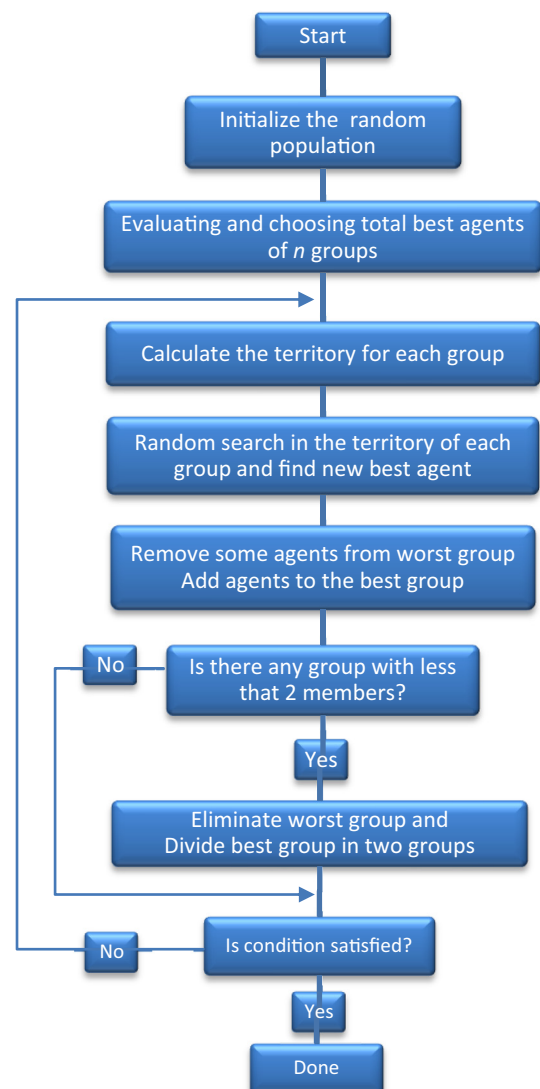 Start
Initialize the random
population
Evaluating and choosing total best agents
of n groups
Calculate the territory for each group
Random search in the territory of each
group and find new best agent
Remove some agents from worst group
Add agents to the best group
No
Is there any group with less
that 2 members?
Yes
Eliminate worst group and
Divide best group in two groups
No
Is condition satisfied?
Yes
Done